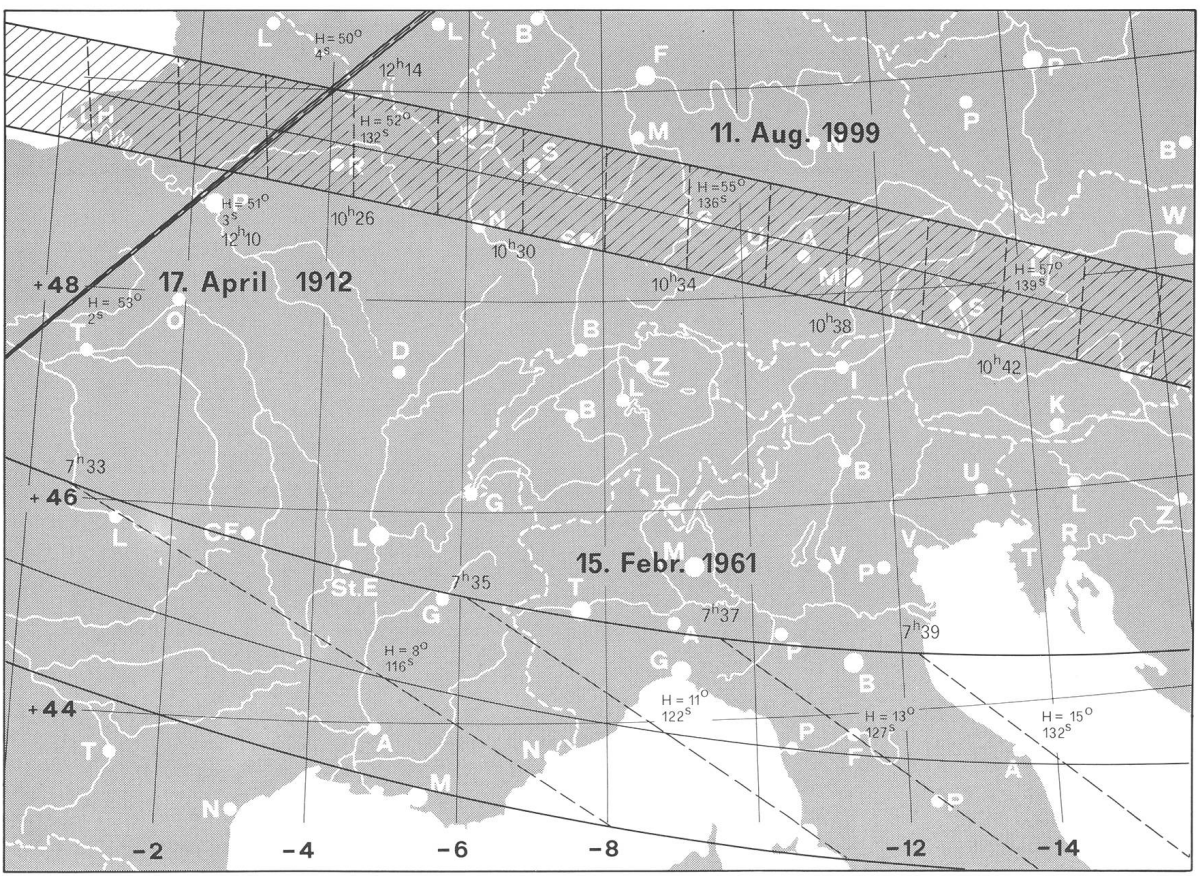 L
L
B
H = 50°
4ˢ
F
P
12ʰ14
P
LH
H = 52°
132ˢ
L
M
11. Aug. 1999
N
B
R
S
H = 55°
136ˢ
P
H = 51°
3ˢ
12ʰ10
10ʰ26
N
S
S
U
A
W
10ʰ30
L
10ʰ34
M
H = 57°
139ˢ
+48
17. April 1912
H = 53°
2ˢ
O
S
10ʰ38
T
B
10ʰ42
D
Z
I
G
L
B
K
7ʰ33
B
+46
G
L
U
L
Z
L
CF
L
V
R
M
15. Febr. 1961
V
P
T
St.E
7ʰ35
T
G
7ʰ37
A
7ʰ39
P
H = 8°
116ˢ
G
B
H = 11°
122ˢ
+44
H = 13°
127ˢ
H = 15°
132ˢ
T
A
N
P
F
A
M
N
P
-2
-4
-6
-8
-12
-14